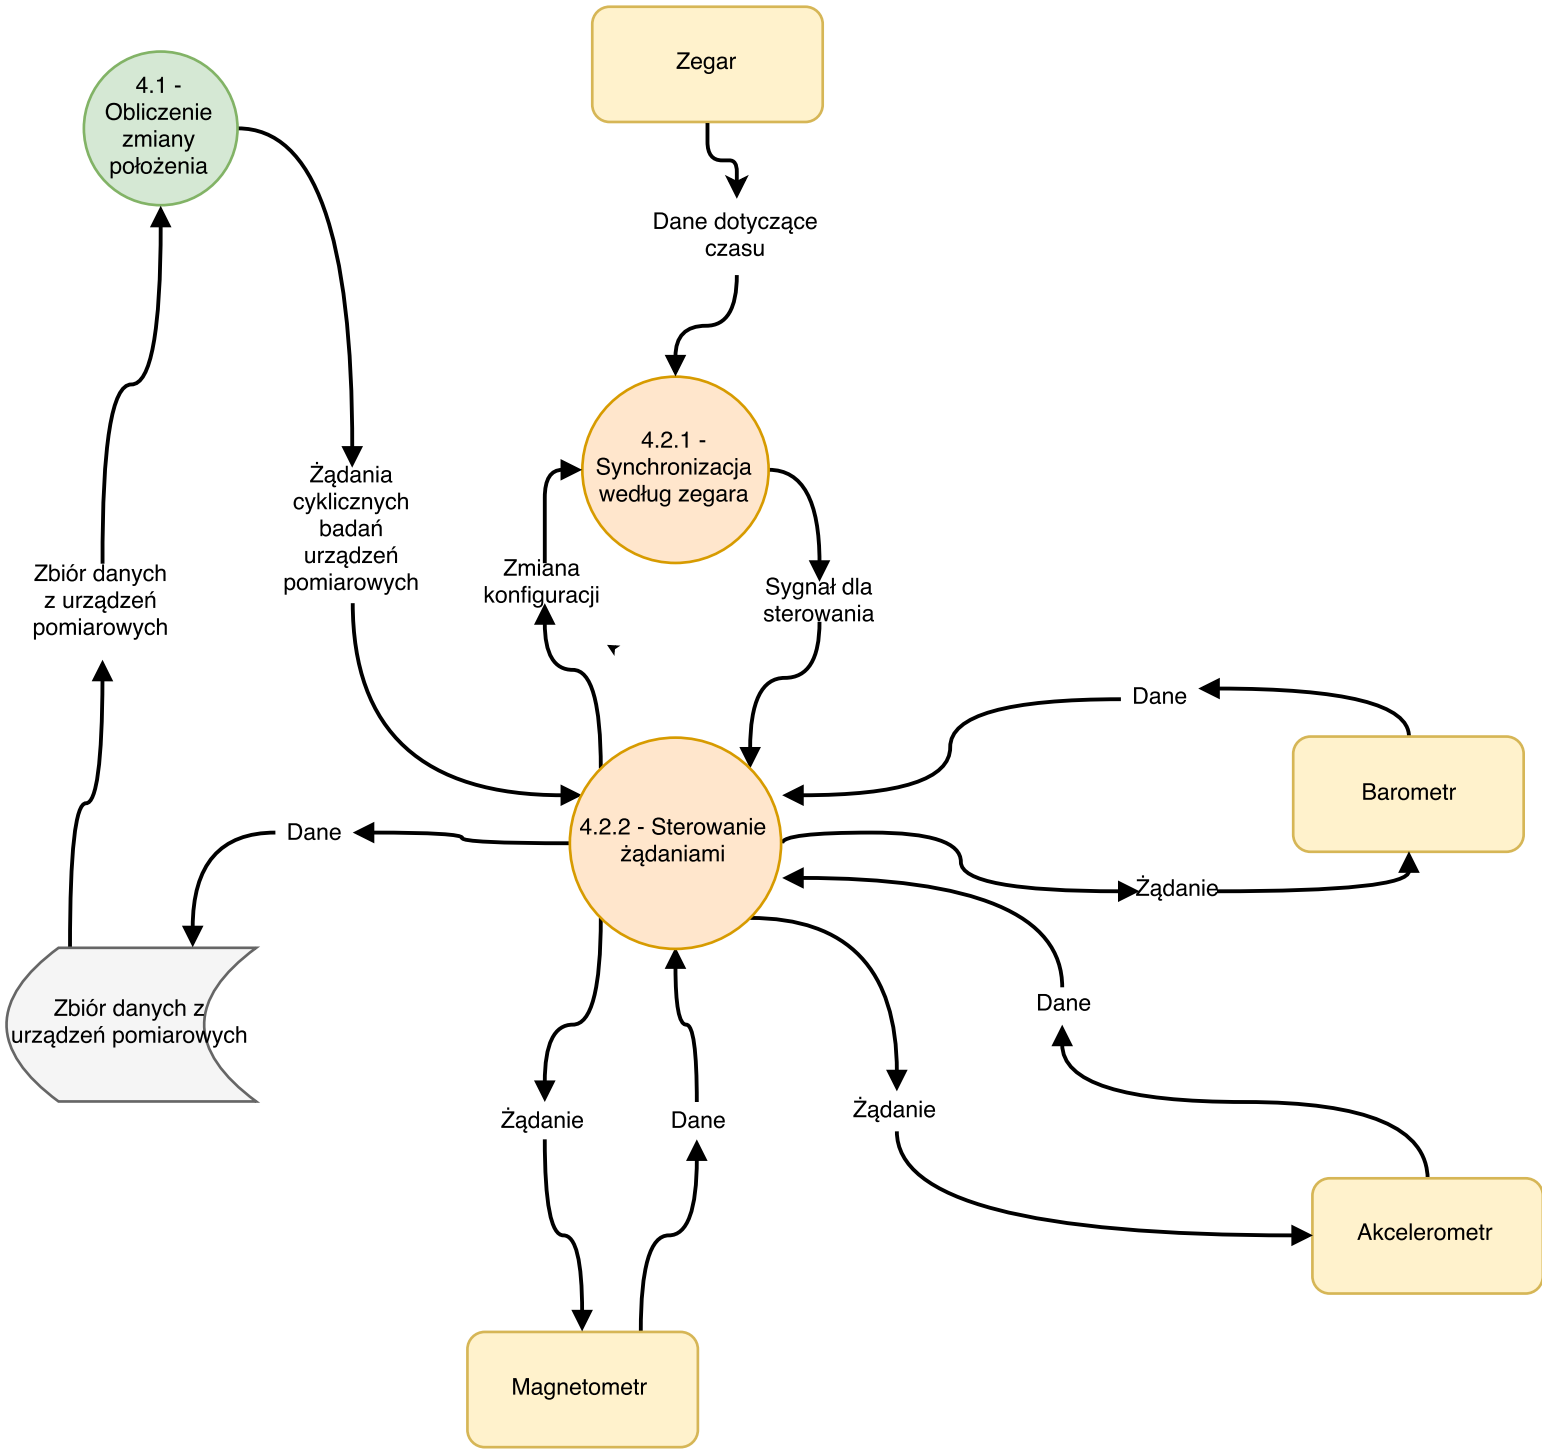 Zegar
4.1 -
Obliczenie
zmiany
położenia
Dane dotyczące
czasu
4.2.1 -
Synchronizacja
według zegara
Żądania
cyklicznych
badań
urządzeń
pomiarowych
Zbiór danych
z urządzeń
pomiarowych
Zmiana
konfiguracji
Sygnał dla
sterowania
Dane
Barometr
4.2.2 - Sterowanie
żądaniami
Dane
Żądanie
Zbiór danych z
urządzeń pomiarowych
Dane
Żądanie
Dane
Żądanie
Akcelerometr
Magnetometr